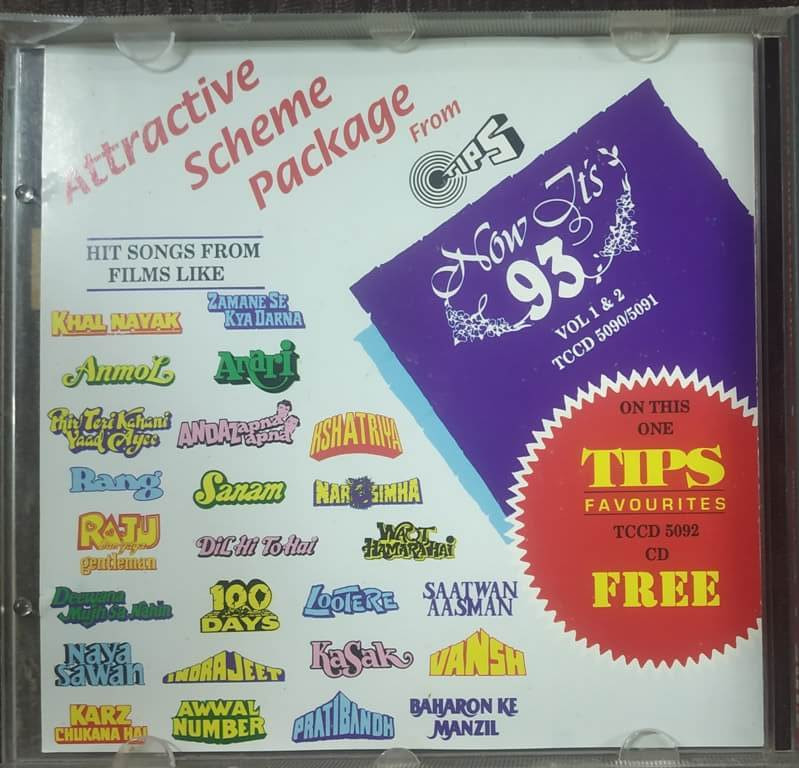 Attractive
Scheme
Package From
TIPS
Now It's
93
VOL 1 & 2
TCCD 5090/5091
HIT SONGS FROM
FILMS LIKE
KHAL NAYAK
ZAMANE SE
KYA DARNA
Anmol
Anari
Phir Teri Kahani
Yaad Ayee
ANDAZ apna
apna
KSHATRIYA
Rang
Sanam
NARSIMHA
RAJU
ban gaya
gentleman
DiL Hi To Hai
WAQT
HAMARA HAI
Deewana
Mujh Sa Nahin
100
DAYS
LOOTERE
SAATWAN
AASMAN
NAYA
SAWAN
INDRAJEET
KaSak
VANSH
KARZ
CHUKANA HAI
AWWAL
NUMBER
PRATIBANDH
BAHARON KE
MANZIL
ON THIS
ONE
TIPS
FAVOURITES
TCCD 5092
CD
FREE